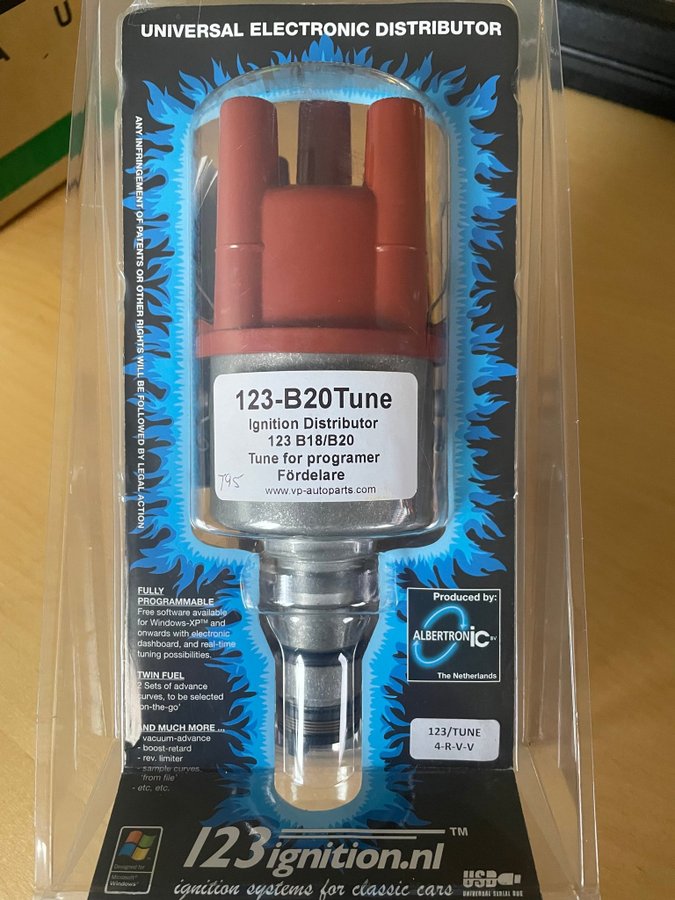 U
A
UNIVERSAL ELECTRONIC DISTRIBUTOR
ANY INFRINGEMENT OF PATENTS OR OTHER RIGHTS WILL BE FOLLOWED BY LEGAL ACTION
123-B20Tune
Ignition Distributor
123 B18/B20
Tune for programer
Fördelare
www.vp-autoparts.com
T95
FULLY
PROGRAMMABLE
Free software available
for Windows-XP™ and
onwards with electronic
dashboard, and real-time
tuning possibilities.
TWIN FUEL
2 Sets of advance
curves, to be selected
'on-the-go'
AND MUCH MORE ...
- vacuum-advance
- boost-retard
- rev. limiter
- sample curves
'from file'
- etc, etc.
Produced by:
ALBERTRONIC BV
The Netherlands
123/TUNE
4-R-V-V
Designed for
Microsoft®
Windows®
123ignition.nl™
ignition systems for classic cars
USB
UNIVERSAL SERIAL BUS